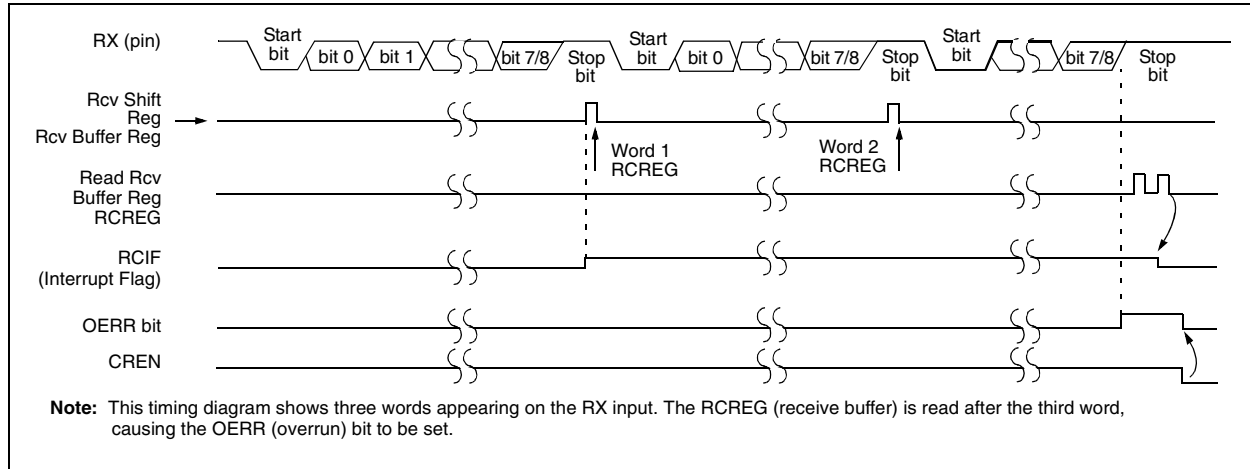 RX (pin)
Start bit
bit 0
bit 1
bit 7/8
Stop bit
Start bit
bit 0
bit 7/8
Stop bit
Start bit
bit 7/8
Stop bit
Rcv Shift
Reg
Rcv Buffer Reg
Word 1
RCREG
Word 2
RCREG
Read Rcv
Buffer Reg
RCREG
RCIF
(Interrupt Flag)
OERR bit
CREN
Note: This timing diagram shows three words appearing on the RX input. The RCREG (receive buffer) is read after the third word,
causing the OERR (overrun) bit to be set.